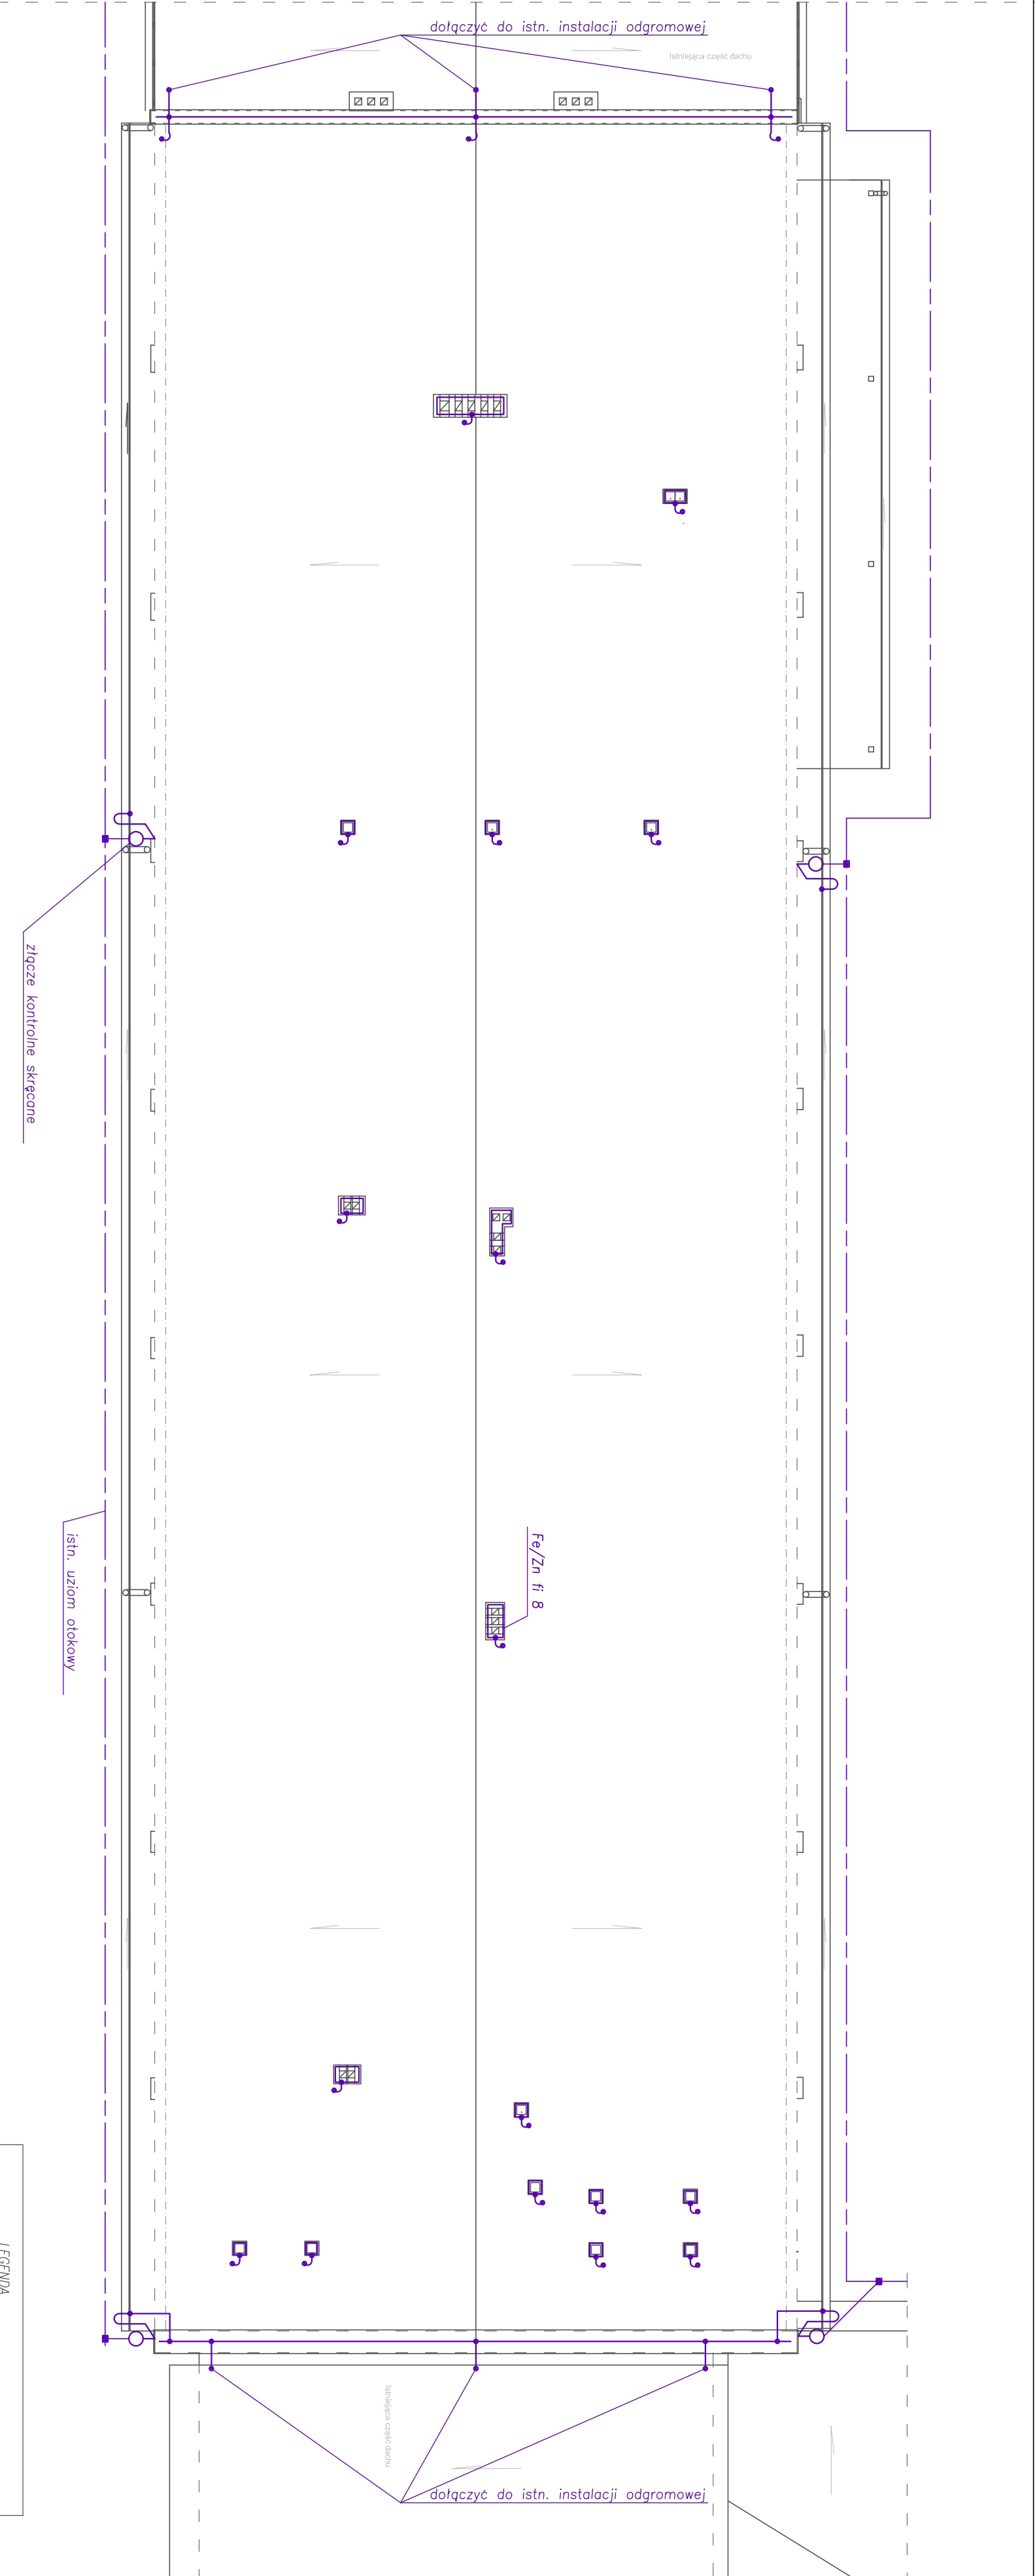 dołączyć do istn. instalacji odgromowej
Istniejąca część dachu
złącze kontrolne skręcane
Fe/Zn fi 8
istn. uziom otokowy
LEGENDA
Istniejąca część dachu
dołączyć do istn. instalacji odgromowej